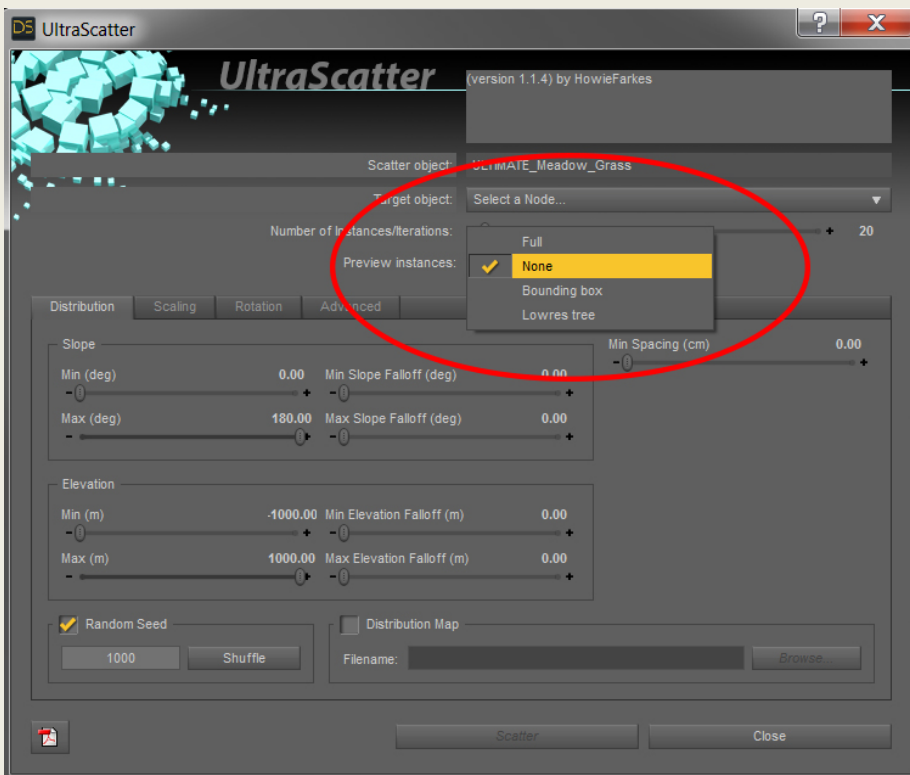 DS UltraScatter
UltraScatter
(version 1.1.4) by HowieFarkes
Scatter object: ULTIMATE_Meadow_Grass
Target object: Select a Node...
Number of Instances/Iterations: - + 20
Preview instances:
Full
None
Bounding box
Lowres tree
Distribution Scaling Rotation Advanced
Slope
Min (deg) 0.00 Min Slope Falloff (deg) 0.00
Max (deg) 180.00 Max Slope Falloff (deg) 0.00
Min Spacing (cm) 0.00
Elevation
Min (m) -1000.00 Min Elevation Falloff (m) 0.00
Max (m) 1000.00 Max Elevation Falloff (m) 0.00
Random Seed
1000 Shuffle
Distribution Map
Filename: Browse...
Scatter Close